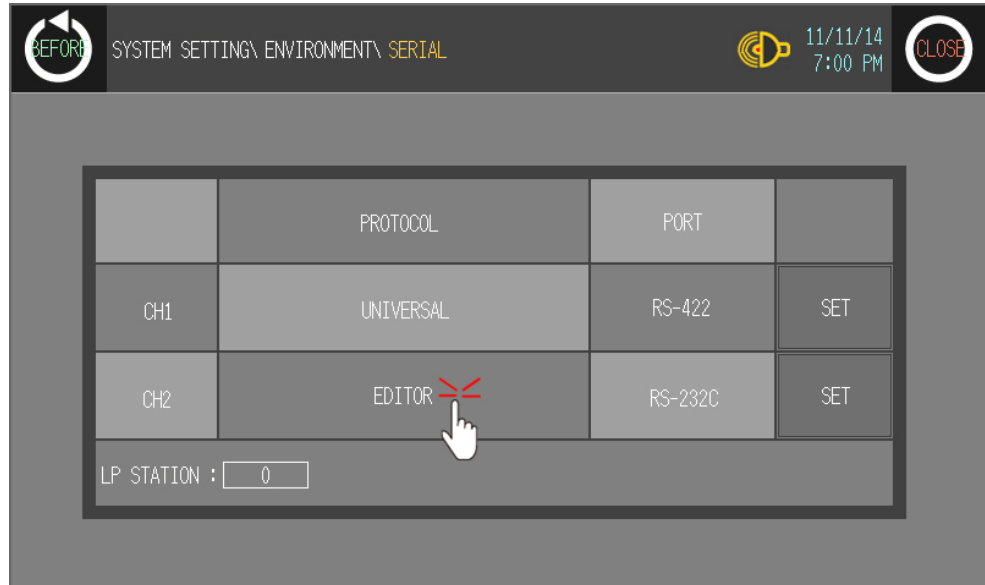 BEFORE
SYSTEM SETTING\ ENVIRONMENT\ SERIAL
11/11/14
7:00 PM
CLOSE
PROTOCOL PORT
CH1 UNIVERSAL RS-422 SET
CH2 EDITOR RS-232C SET
LP STATION : 0